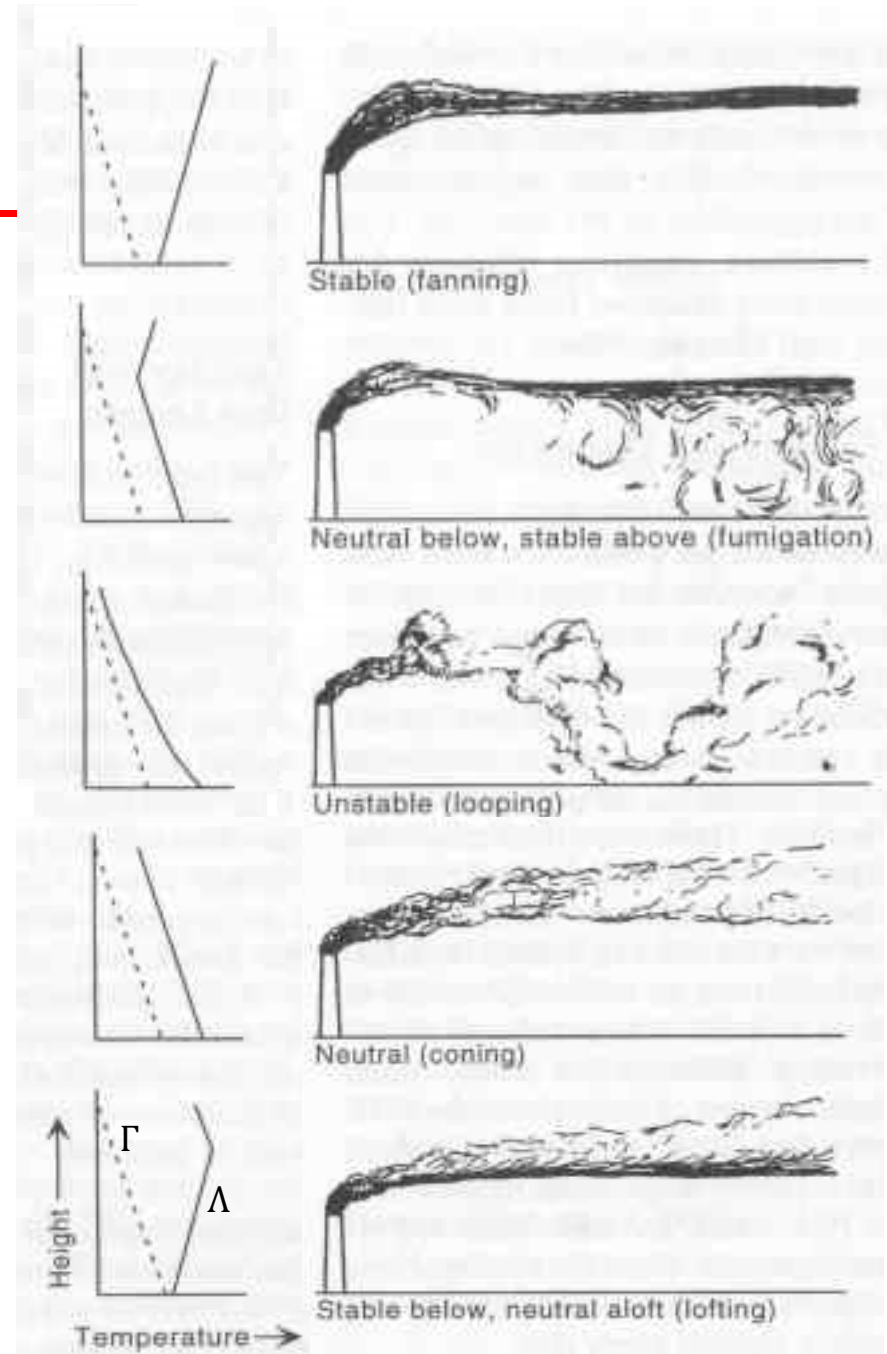 Stable (fanning)
Neutral below, stable above (fumigation)
Unstable (looping)
Neutral (coning)
Γ
Λ
Height →
Stable below, neutral aloft (lofting)
Temperature →